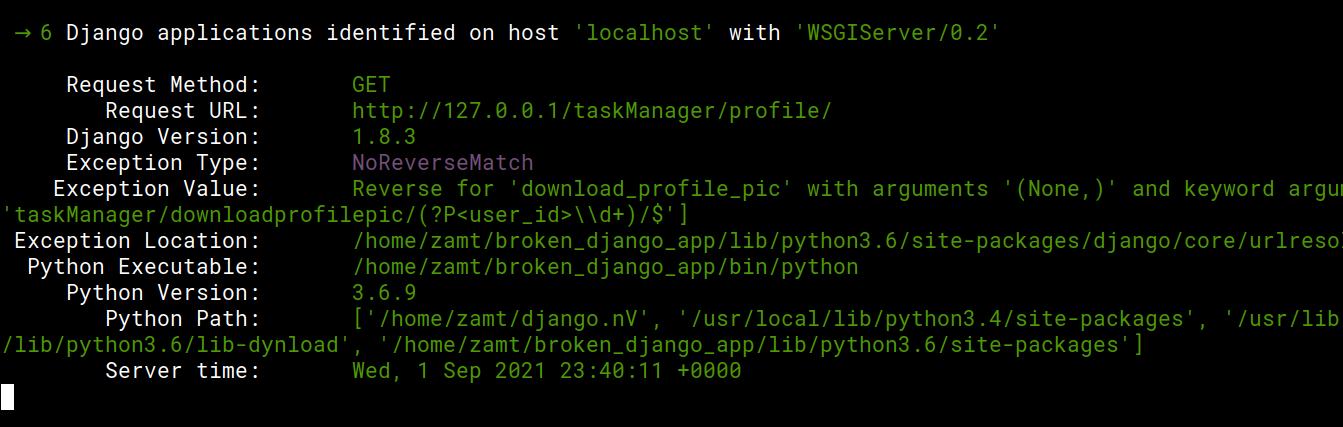 → 6 Django applications identified on host 'localhost' with 'WSGIServer/0.2'
Request Method: GET
Request URL: http://127.0.0.1/taskManager/profile/
Django Version: 1.8.3
Exception Type: NoReverseMatch
Exception Value: Reverse for 'download_profile_pic' with arguments '(None,)' and keyword
'taskManager/downloadprofilepic/(?P<user_id>\\d+)/$']
Exception Location: /home/zamt/broken_django_app/lib/python3.6/site-packages/django/core/urlreso
Python Executable: /home/zamt/broken_django_app/bin/python
Python Version: 3.6.9
Python Path: ['/home/zamt/django.nV', '/usr/local/lib/python3.4/site-packages', '/usr/lib
/lib/python3.6/lib-dynload', '/home/zamt/broken_django_app/lib/python3.6/site-packages']
Server time: Wed, 1 Sep 2021 23:40:11 +0000